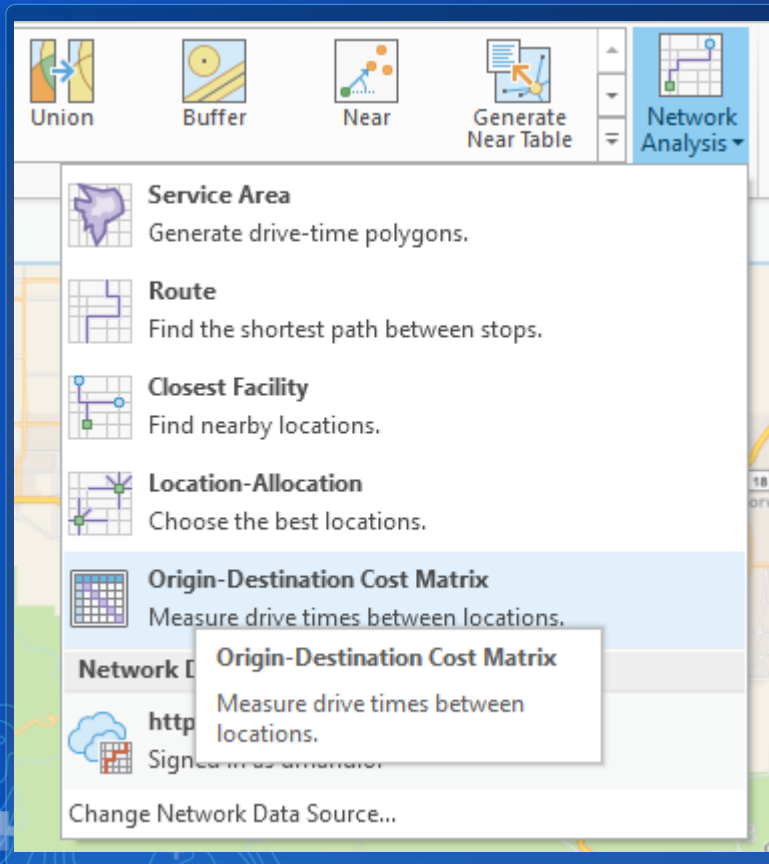 Union
Buffer
Near
Generate
Near Table
Network
Analysis
Service Area
Generate drive-time polygons.
Route
Find the shortest path between stops.
Closest Facility
Find nearby locations.
Location-Allocation
Choose the best locations.
Origin-Destination Cost Matrix
Measure drive times between locations.
Network
Origin-Destination Cost Matrix
Measure drive times between
locations.
http
Signed in as
Change Network Data Source...
18